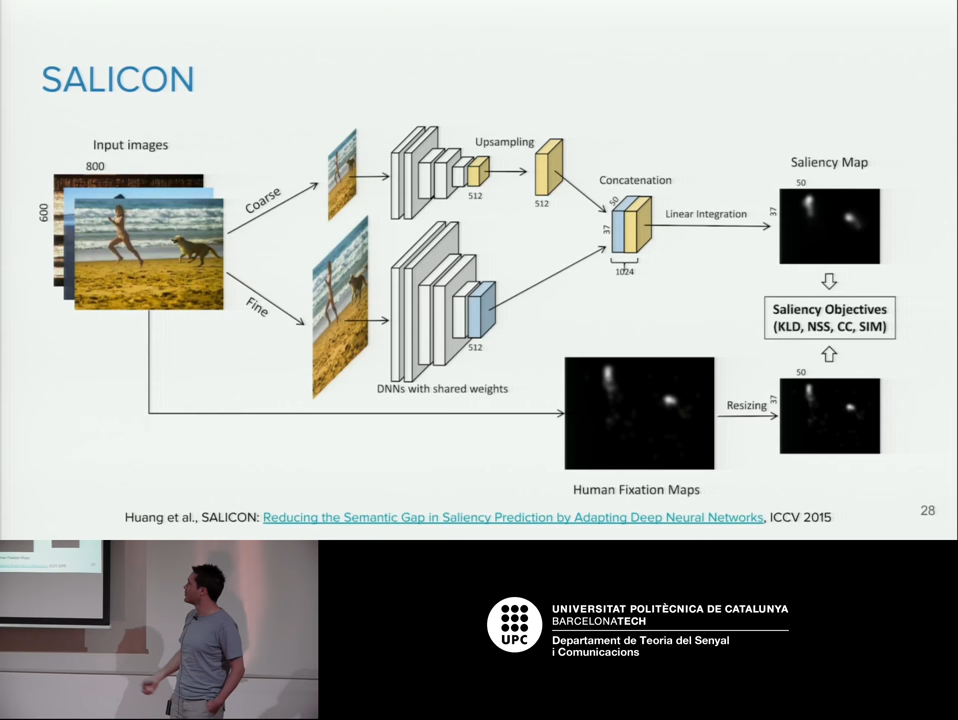 SALICON
Input images
800
600
Coarse
Fine
Upsampling
512
512
Concatenation
50
37
1024
Linear Integration
Saliency Map
50
37
Saliency Objectives
(KLD, NSS, CC, SIM)
512
DNNs with shared weights
Resizing
50
37
Human Fixation Maps
Huang et al., SALICON: Reducing the Semantic Gap in Saliency Prediction by Adapting Deep Neural Networks, ICCV 2015
28
UPC
UNIVERSITAT POLITÈCNICA DE CATALUNYA
BARCELONATECH
Departament de Teoria del Senyal
i Comunicacions